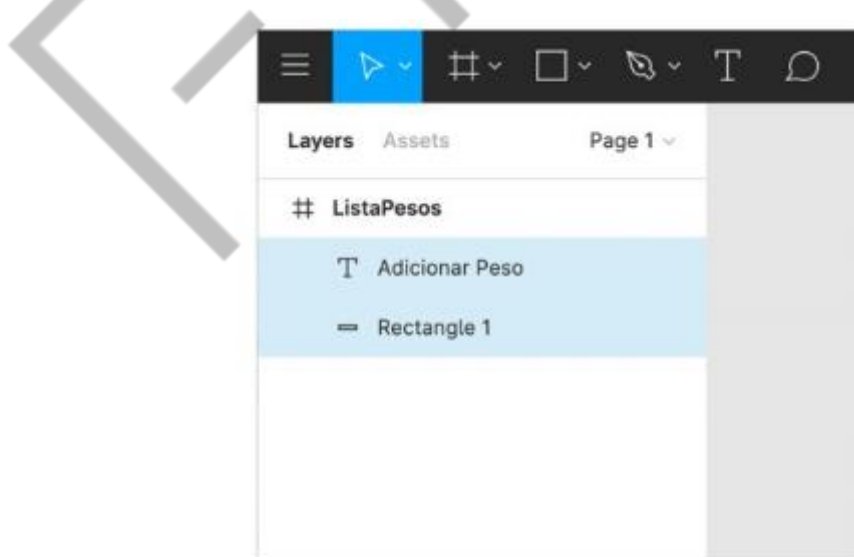 T
Layers Assets Page 1
ListaPesos
T Adicionar Peso
Rectangle 1